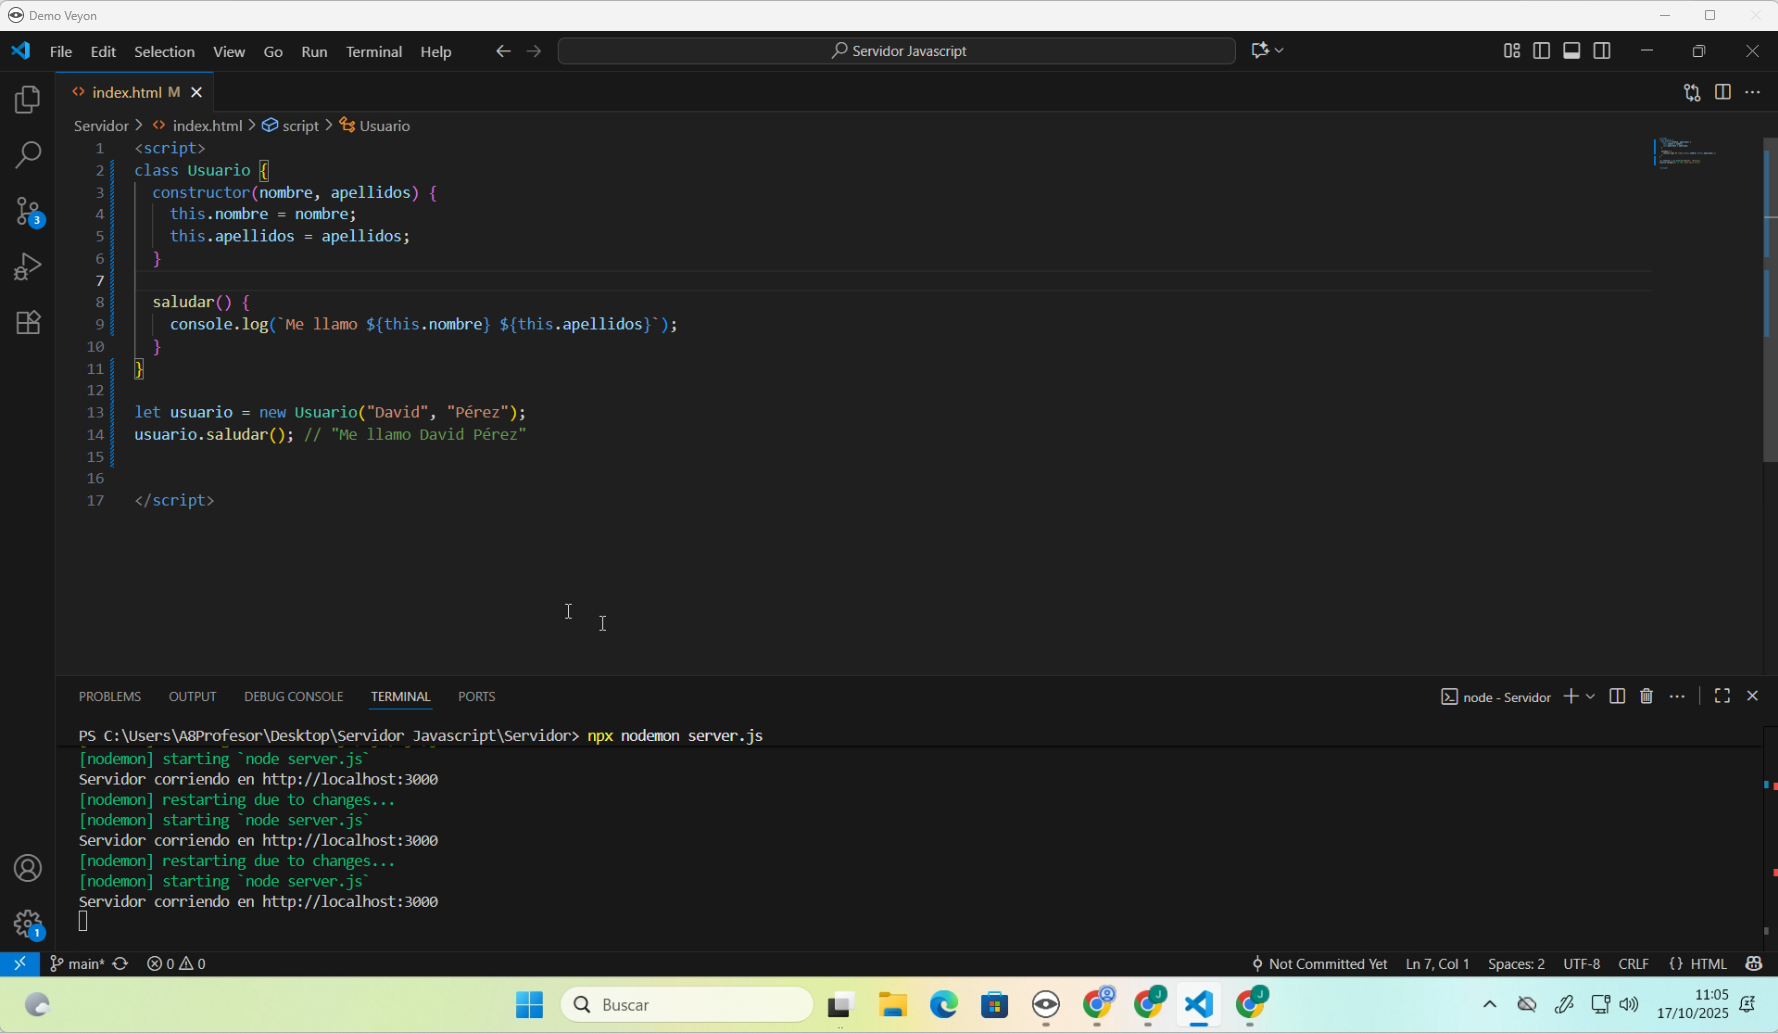 Demo Veyon
File Edit Selection View Go Run Terminal Help
Servidor Javascript
index.html M
Servidor > index.html > script > Usuario
1 <script>
2 class Usuario {
3 constructor(nombre, apellidos) {
4 this.nombre = nombre;
5 this.apellidos = apellidos;
6 }
7
8 saludar() {
9 console.log(`Me llamo ${this.nombre} ${this.apellidos}`);
10 }
11 }
12
13 let usuario = new Usuario("David", "Pérez");
14 usuario.saludar(); // "Me llamo David Pérez"
15
16
17 </script>
3
PROBLEMS OUTPUT DEBUG CONSOLE TERMINAL PORTS
node - Servidor
PS C:\Users\A8Profesor\Desktop\Servidor Javascript\Servidor> npx nodemon server.js
[nodemon] starting `node server.js`
Servidor corriendo en http://localhost:3000
[nodemon] restarting due to changes...
[nodemon] starting `node server.js`
Servidor corriendo en http://localhost:3000
[nodemon] restarting due to changes...
[nodemon] starting `node server.js`
Servidor corriendo en http://localhost:3000
1
main* 0 0
Not Committed Yet Ln 7, Col 1 Spaces: 2 UTF-8 CRLF {} HTML
Buscar
J
J
11:05
17/10/2025